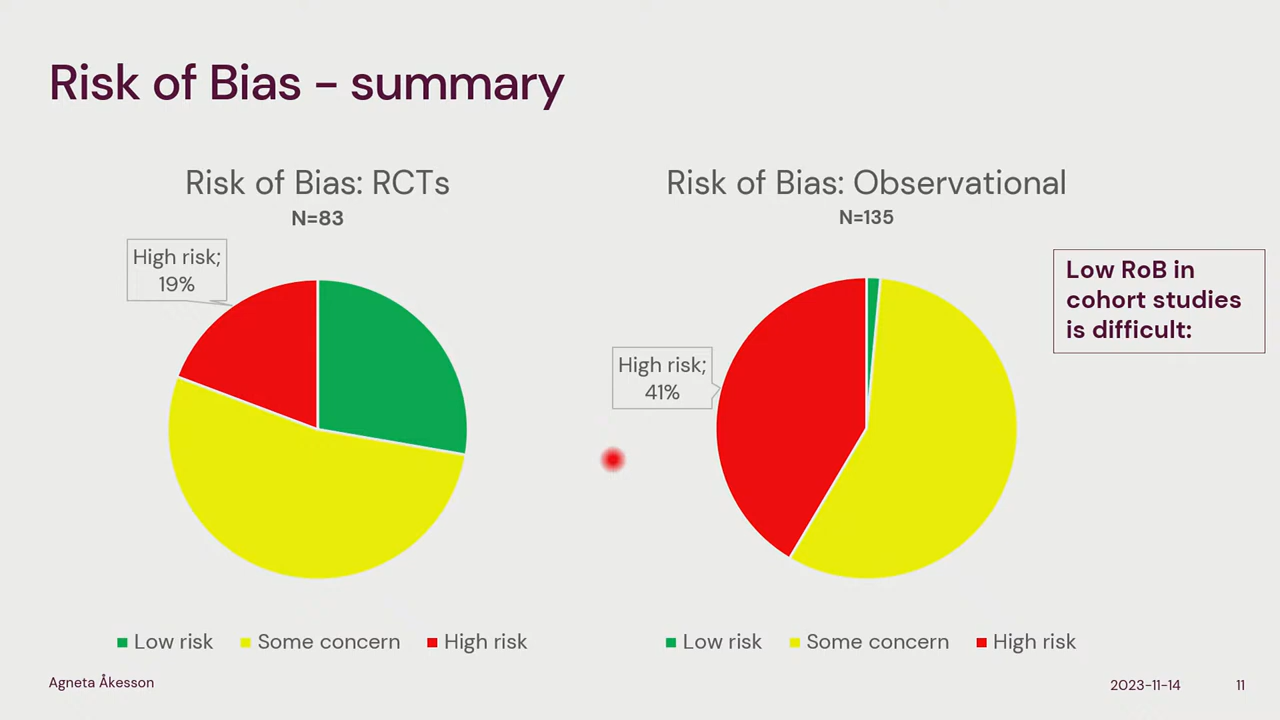 Risk of Bias – summary
Risk of Bias: RCTs
N=83
High risk;
19%
Low risk
Some concern
High risk
Risk of Bias: Observational
N=135
High risk;
41%
Low risk
Some concern
High risk
Low RoB in
cohort studies
is difficult:
Agneta Åkesson
2023-11-14
11